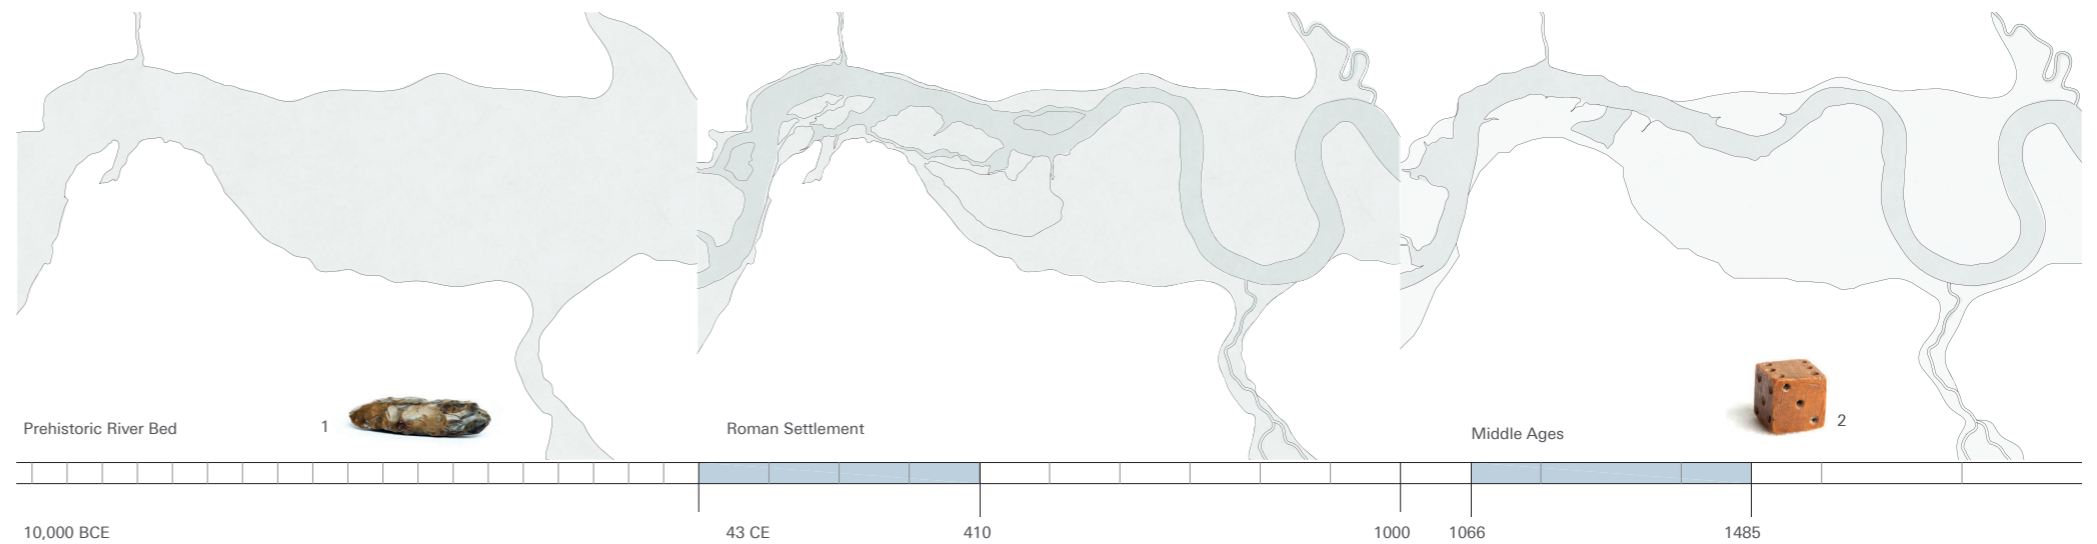 Prehistoric River Bed
1
Roman Settlement
Middle Ages
2
10,000 BCE
43 CE
410
1000
1066
1485